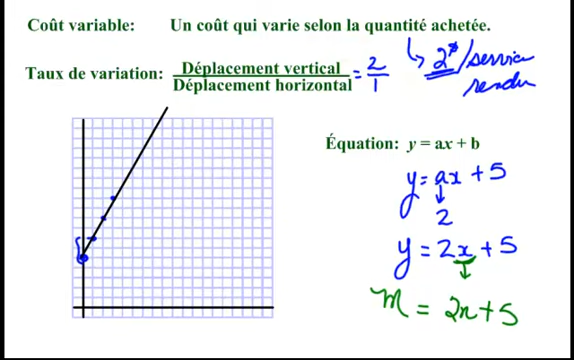 Coût variable: Un coût qui varie selon la quantité achetée.
↳ 2$/service rendu
Taux de variation: Déplacement vertical / Déplacement horizontal = 2/1
Équation: y = ax + b
y = ax + 5
↓
2
y = 2x + 5
↓
m = 2n + 5